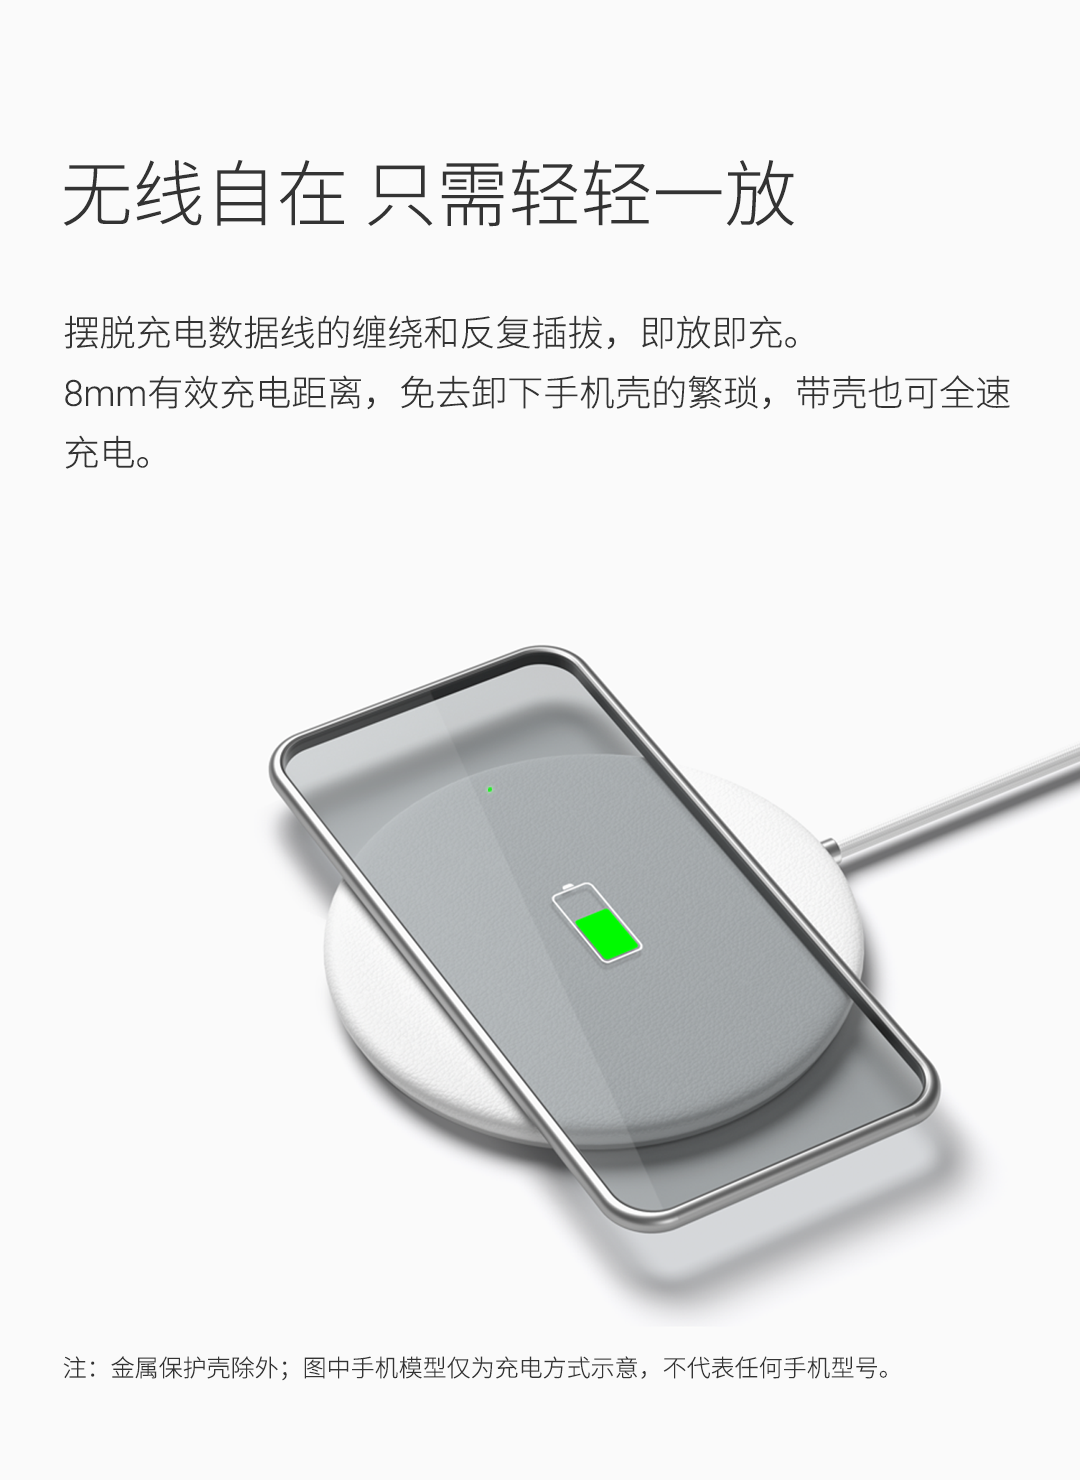 无线自在 只需轻轻一放
摆脱充电数据线的缠绕和反复插拔，即放即充。
8mm有效充电距离，免去卸下手机壳的繁琐，带壳也可全速
充电。
注：金属保护壳除外；图中手机模型仅为充电方式示意，不代表任何手机型号。